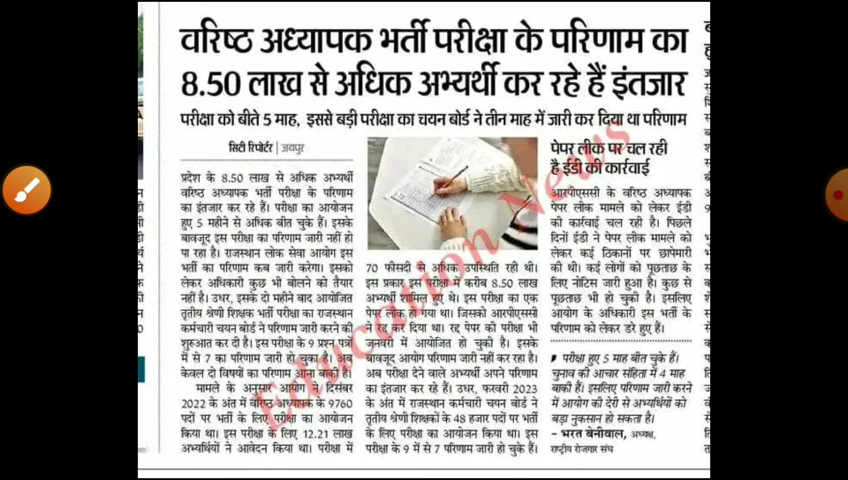 वरिष्ठ अध्यापक भर्ती परीक्षा के परिणाम का
8.50 लाख से अधिक अभ्यर्थी कर रहे हैं इंतजार
परीक्षा को बीते 5 माह, इससे बड़ी परीक्षा का चयन बोर्ड ने तीन माह में जारी कर दिया था परिणाम
सिटी रिपोर्टर | जयपुर
प्रदेश के 8.50 लाख से अधिक अभ्यर्थी
वरिष्ठ अध्यापक भर्ती परीक्षा के परिणाम
का इंतजार कर रहे हैं। परीक्षा का आयोजन
हुए 5 महीने से अधिक बीत चुके हैं। इसके
बावजूद इस परीक्षा का परिणाम जारी नहीं हो
पा रहा है। राजस्थान लोक सेवा आयोग इस
भर्ती का परिणाम कब जारी करेगा। इसको
लेकर अधिकारी कुछ भी बोलने को तैयार
नहीं है। उधर, इसके दो महीने बाद आयोजित
तृतीय श्रेणी शिक्षक भर्ती परीक्षा का राजस्थान
कर्मचारी चयन बोर्ड ने परिणाम जारी करने की
शुरुआत कर दी है। इस परीक्षा के 9 प्रश्न पत्रों
में से 7 का परिणाम जारी हो चुका है। अब
केवल दो विषयों का परिणाम आना बाकी है।
मामले के अनुसार आयोग ने दिसंबर
2022 के अंत में वरिष्ठ अध्यापक के 9760
पदों पर भर्ती के लिए परीक्षा का आयोजन
किया था। इस परीक्षा के लिए 12.21 लाख
अभ्यर्थियों ने आवेदन किया था। परीक्षा में
70 फीसदी से अधिक उपस्थिति रही थी।
इस प्रकार इस परीक्षा में करीब 8.50 लाख
अभ्यर्थी शामिल हुए थे। इस परीक्षा का एक
पेपर लीक हो गया था। जिसको आरपीएससी
ने रद्द कर दिया था। रद्द पेपर की परीक्षा भी
जनवरी में आयोजित हो चुकी है। इसके
बावजूद आयोग परिणाम जारी नहीं कर रहा है।
अब परीक्षा देने वाले अभ्यर्थी अपने परिणाम
का इंतजार कर रहे हैं। उधर, फरवरी 2023
के अंत में राजस्थान कर्मचारी चयन बोर्ड ने
तृतीय श्रेणी शिक्षकों के 48 हजार पदों पर भर्ती
के लिए परीक्षा का आयोजन किया था। इस
परीक्षा के 9 में से 7 परिणाम जारी हो चुके हैं।
पेपर लीक पर चल रही
है ईडी की कार्रवाई
आरपीएससी के वरिष्ठ अध्यापक
पेपर लीक मामले को लेकर ईडी
की कार्रवाई चल रही है। पिछले
दिनों ईडी ने पेपर लीक मामले को
लेकर कई ठिकानों पर छापेमारी
की थी। कई लोगों को पूछताछ के
लिए नोटिस जारी हुआ है। कुछ से
पूछताछ भी हो चुकी है। इसलिए
आयोग के अधिकारी इस भर्ती के
परिणाम को लेकर डरे हुए हैं।
परीक्षा हुए 5 माह बीत चुके हैं।
चुनाव की आचार संहिता में 4 माह
बाकी हैं। इसलिए परिणाम जारी करने
में आयोग की देरी से अभ्यर्थियों को
बड़ा नुकसान हो सकता है।
- भरत बेनीवाल, अध्यक्ष,
राष्ट्रीय रोजगार संघ
Education News